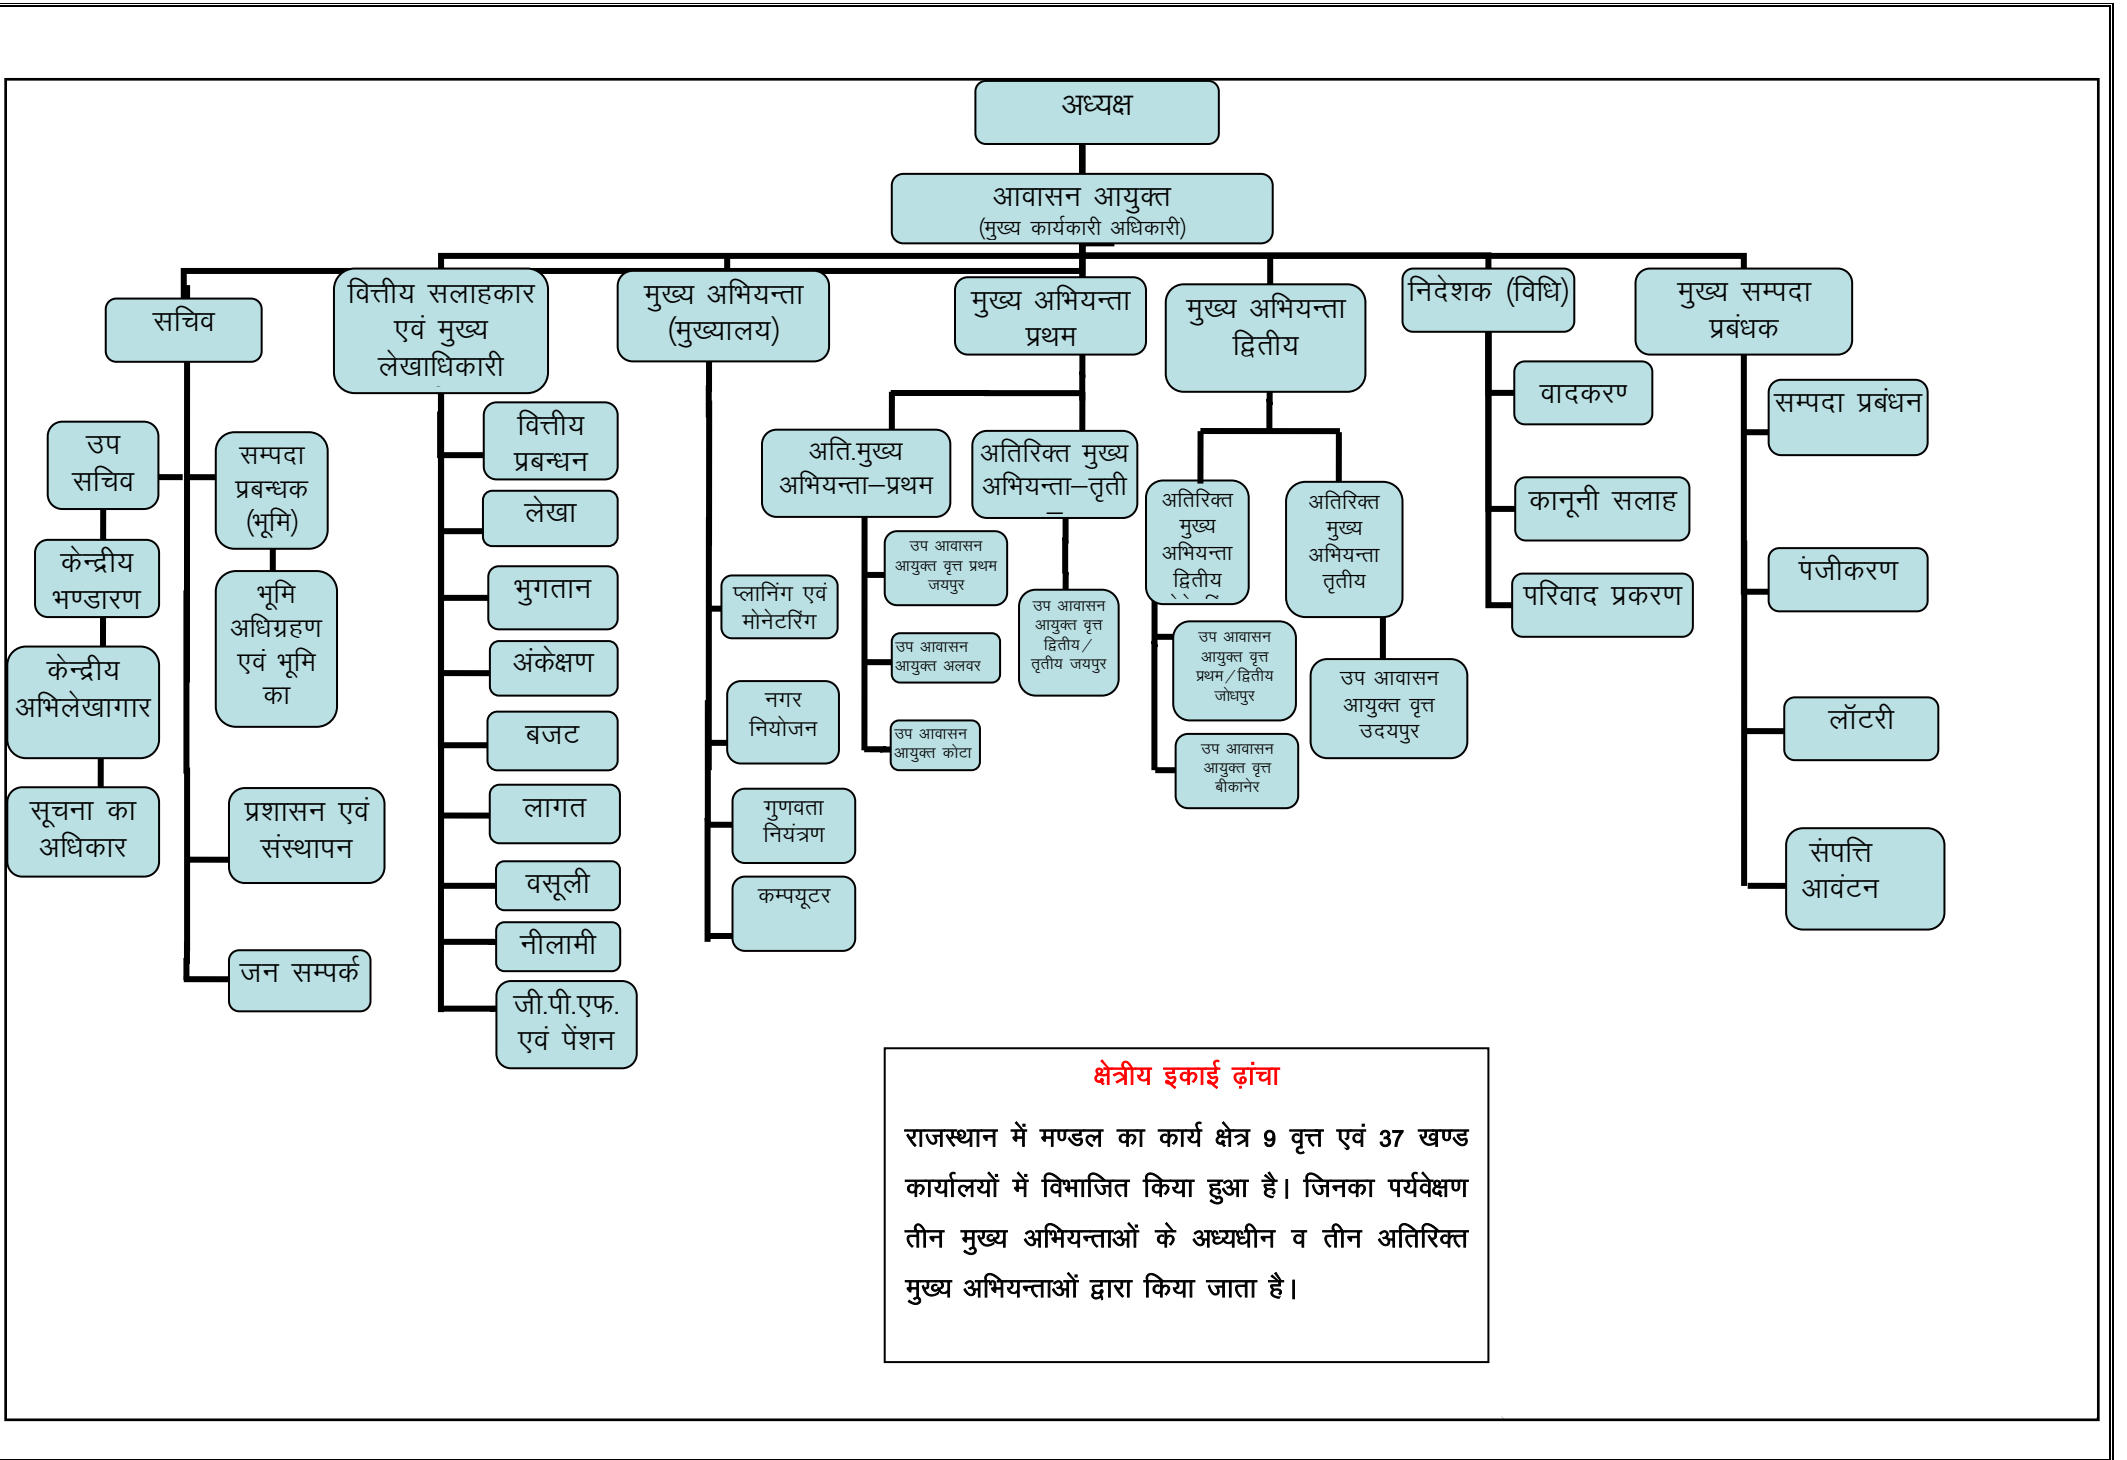 अध्यक्ष
आवासन आयुक्त
(मुख्य कार्यकारी अधिकारी)
सचिव
उप
सचिव
केन्द्रीय
भण्डारण
केन्द्रीय
अभिलेखागार
सूचना का
अधिकार
सम्पदा
प्रबन्धक
(भूमि)
भूमि
अधिग्रहण
एवं भूमि
का
प्रशासन एवं
संस्थापन
जन सम्पर्क
वित्तीय सलाहकार
एवं मुख्य
लेखाधिकारी
वित्तीय
प्रबन्धन
लेखा
भुगतान
अंकेक्षण
बजट
लागत
वसूली
नीलामी
जी.पी.एफ.
एवं पेंशन
मुख्य अभियन्ता
(मुख्यालय)
प्लानिंग एवं
मोनेटरिंग
नगर
नियोजन
गुणवता
नियंत्रण
कम्पयूटर
मुख्य अभियन्ता
प्रथम
अति.मुख्य
अभियन्ता–प्रथम
उप आवासन
आयुक्त वृत्त प्रथम
जयपुर
उप आवासन
आयुक्त अलवर
उप आवासन
आयुक्त कोटा
अतिरिक्त मुख्य
अभियन्ता–तृती
उप आवासन
आयुक्त वृत्त
द्वितीय/
तृतीय जयपुर
मुख्य अभियन्ता
द्वितीय
अतिरिक्त
मुख्य
अभियन्ता
द्वितीय
उप आवासन
आयुक्त वृत्त
प्रथम/द्वितीय
जोधपुर
उप आवासन
आयुक्त वृत्त
बीकानेर
अतिरिक्त
मुख्य
अभियन्ता
तृतीय
उप आवासन
आयुक्त वृत्त
उदयपुर
निदेशक (विधि)
वादकरण
कानूनी सलाह
परिवाद प्रकरण
मुख्य सम्पदा
प्रबंधक
सम्पदा प्रबंधन
पंजीकरण
लॉटरी
संपत्ति
आवंटन
क्षेत्रीय इकाई ढ़ांचा
राजस्थान में मण्डल का कार्य क्षेत्र 9 वृत्त एवं 37 खण्ड
कार्यालयों में विभाजित किया हुआ है। जिनका पर्यवेक्षण
तीन मुख्य अभियन्ताओं के अध्यधीन व तीन अतिरिक्त
मुख्य अभियन्ताओं द्वारा किया जाता है।